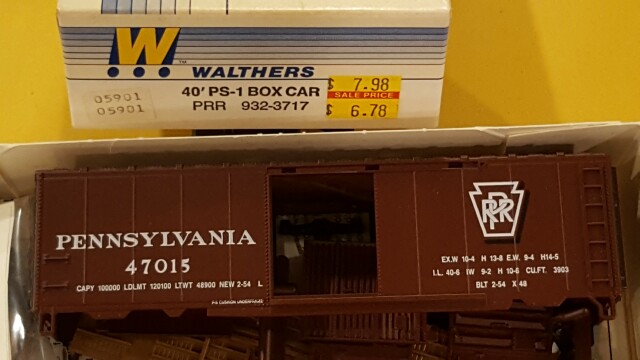 W
WALTHERS
40' PS-1 BOX CAR
PRR 932-3717
05901
05901
$ 7.98
SALE PRICE
$ 6.78
PENNSYLVANIA
47015
CAPY 100000 LDLMT 120100 LTWT 48900 NEW 2-54 L
PRR
EX.W 10-4 H 13-8 E.W. 9-4 H14-5
I.L. 40-6 IW 9-2 H 10-6 CU.FT. 3903
BLT 2-54 X48